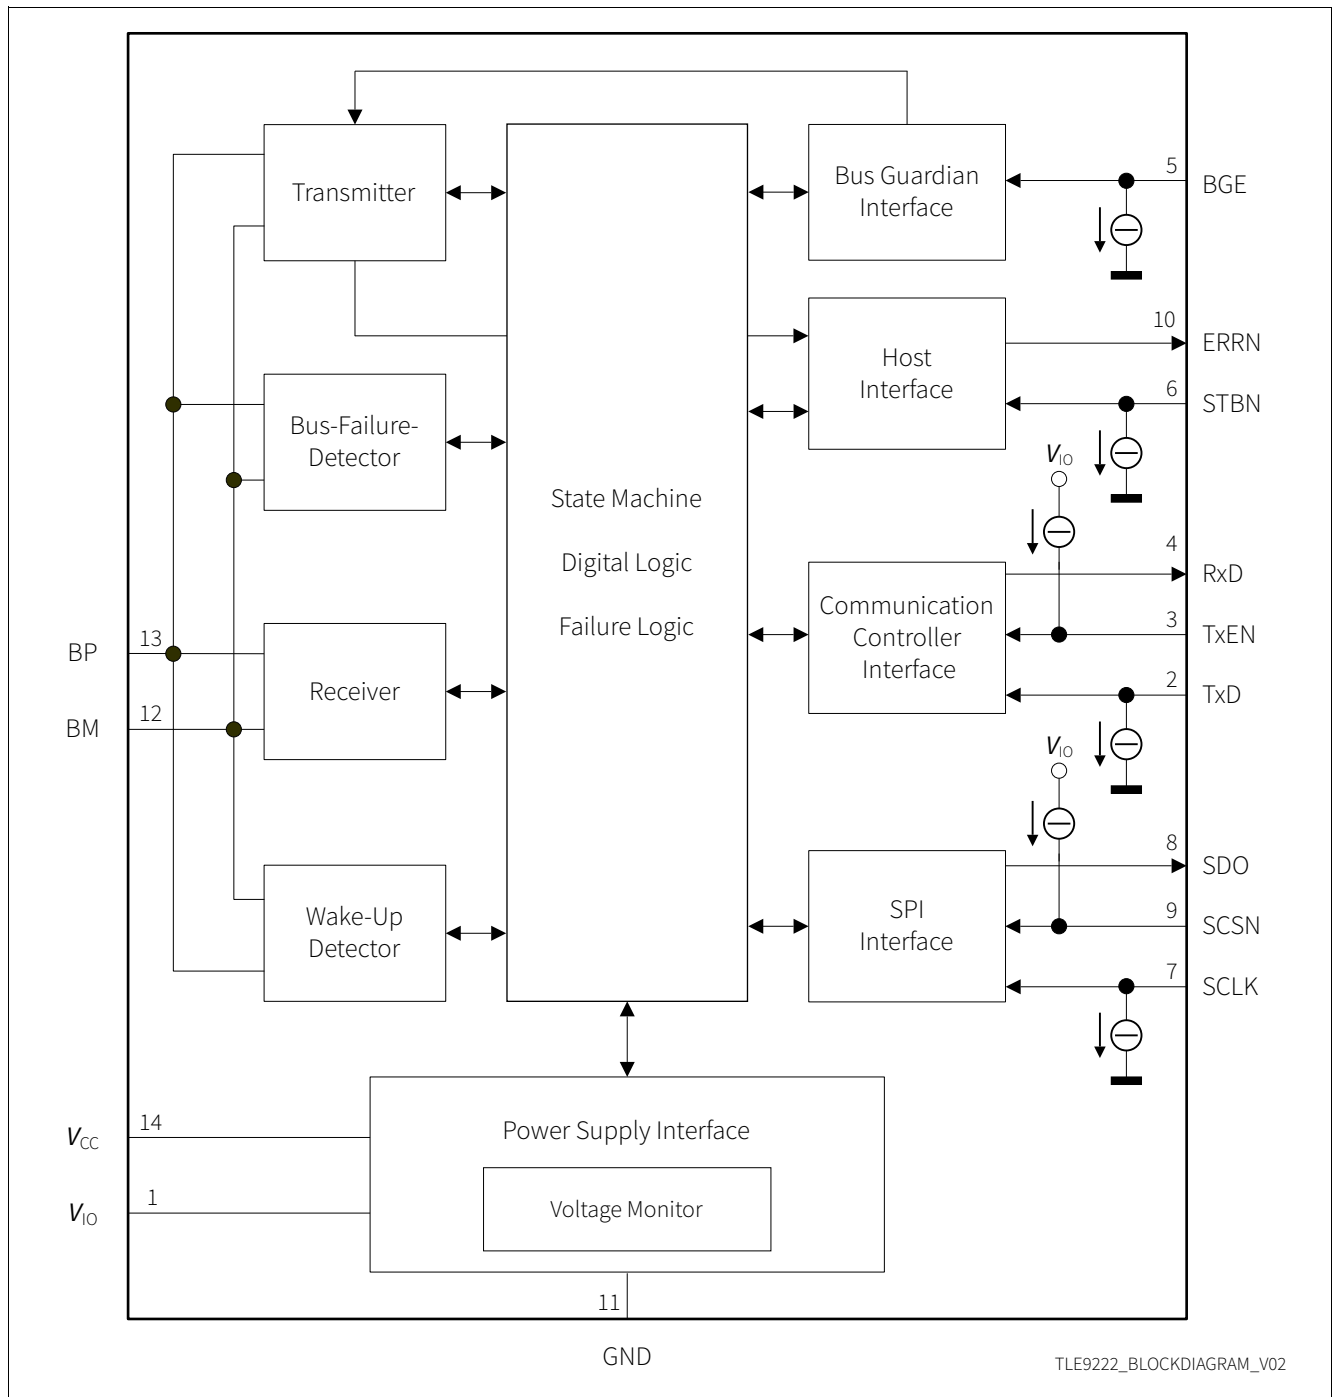 Transmitter
Bus Guardian
Interface
5
BGE
10
ERRN
Host
Interface
6
STBN
Bus-Failure-
Detector
VIO
State Machine
Digital Logic
Failure Logic
4
RxD
Communication
Controller
Interface
3
TxEN
2
TxD
BP
13
Receiver
BM
12
VIO
8
SDO
SPI
Interface
9
SCSN
Wake-Up
Detector
7
SCLK
VCC
14
Power Supply Interface
VIO
1
Voltage Monitor
11
GND
TLE9222_BLOCKDIAGRAM_V02